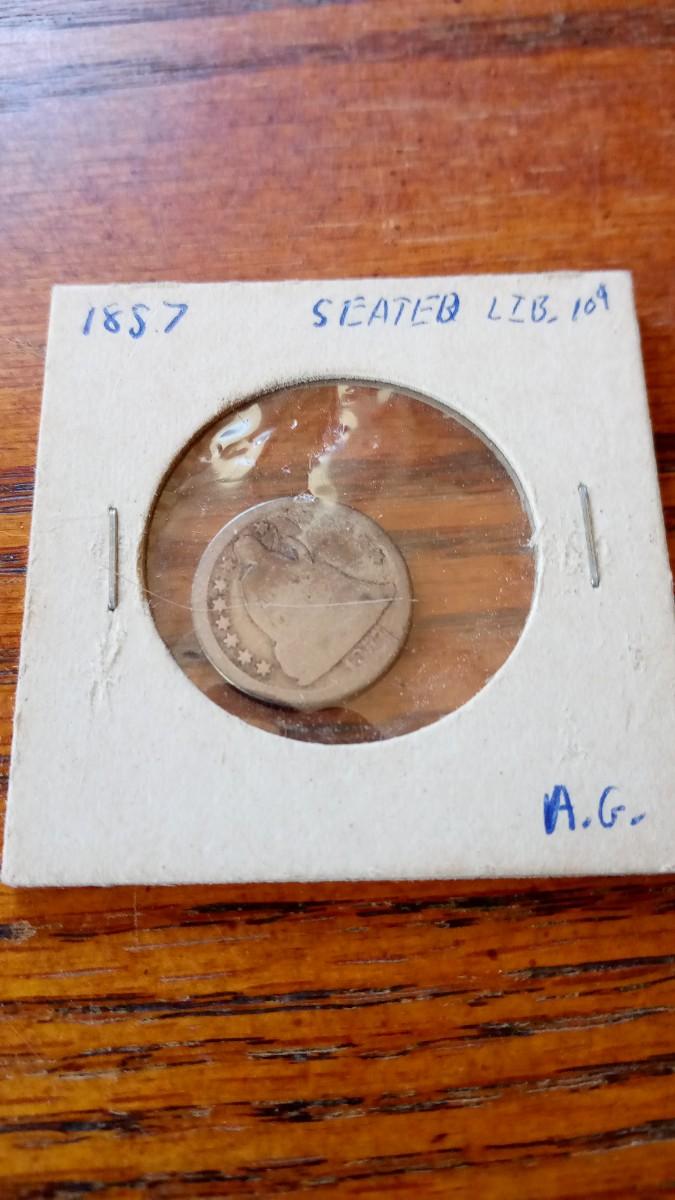 1857 SEATED LIB. 10¢
A.G.